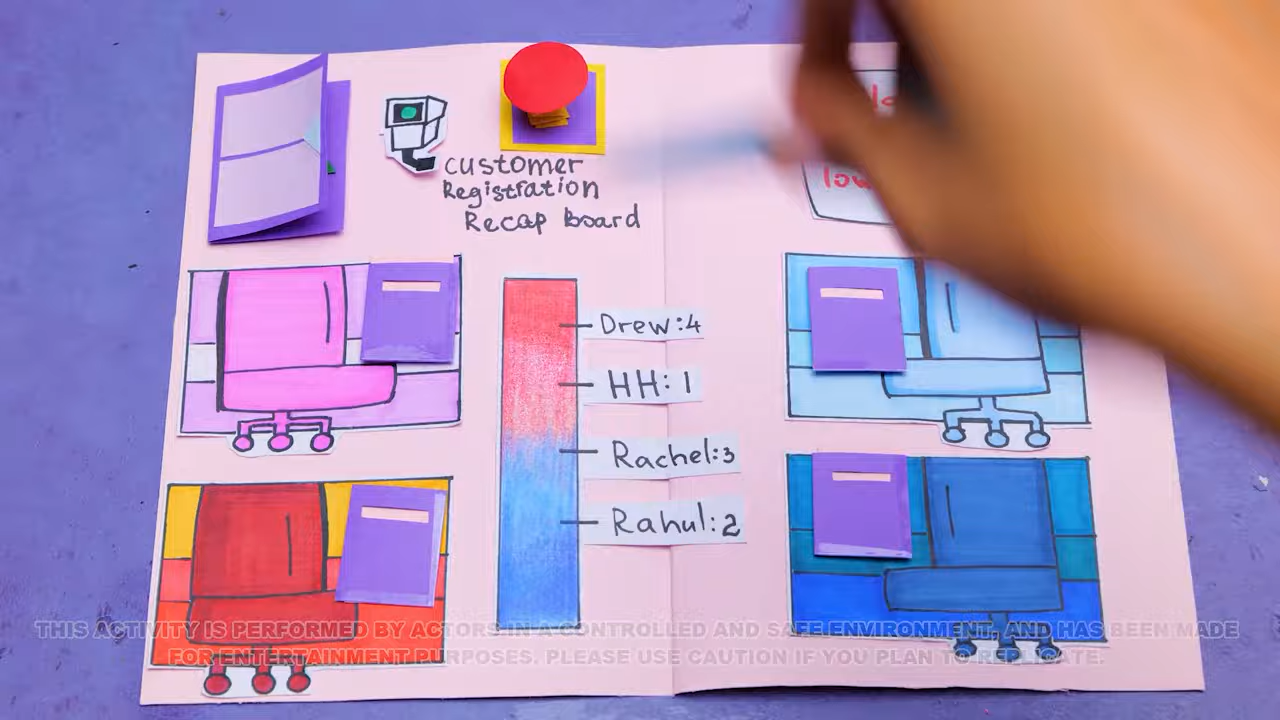 customer
Registration
Recap board
low
Drew:4
HH:1
Rachel:3
Rahul:2
THIS ACTIVITY IS PERFORMED BY ACTORS IN A CONTROLLED AND SAFE ENVIRONMENT, AND HAS BEEN MADE
FOR ENTERTAINMENT PURPOSES. PLEASE USE CAUTION IF YOU PLAN TO REPLICATE.